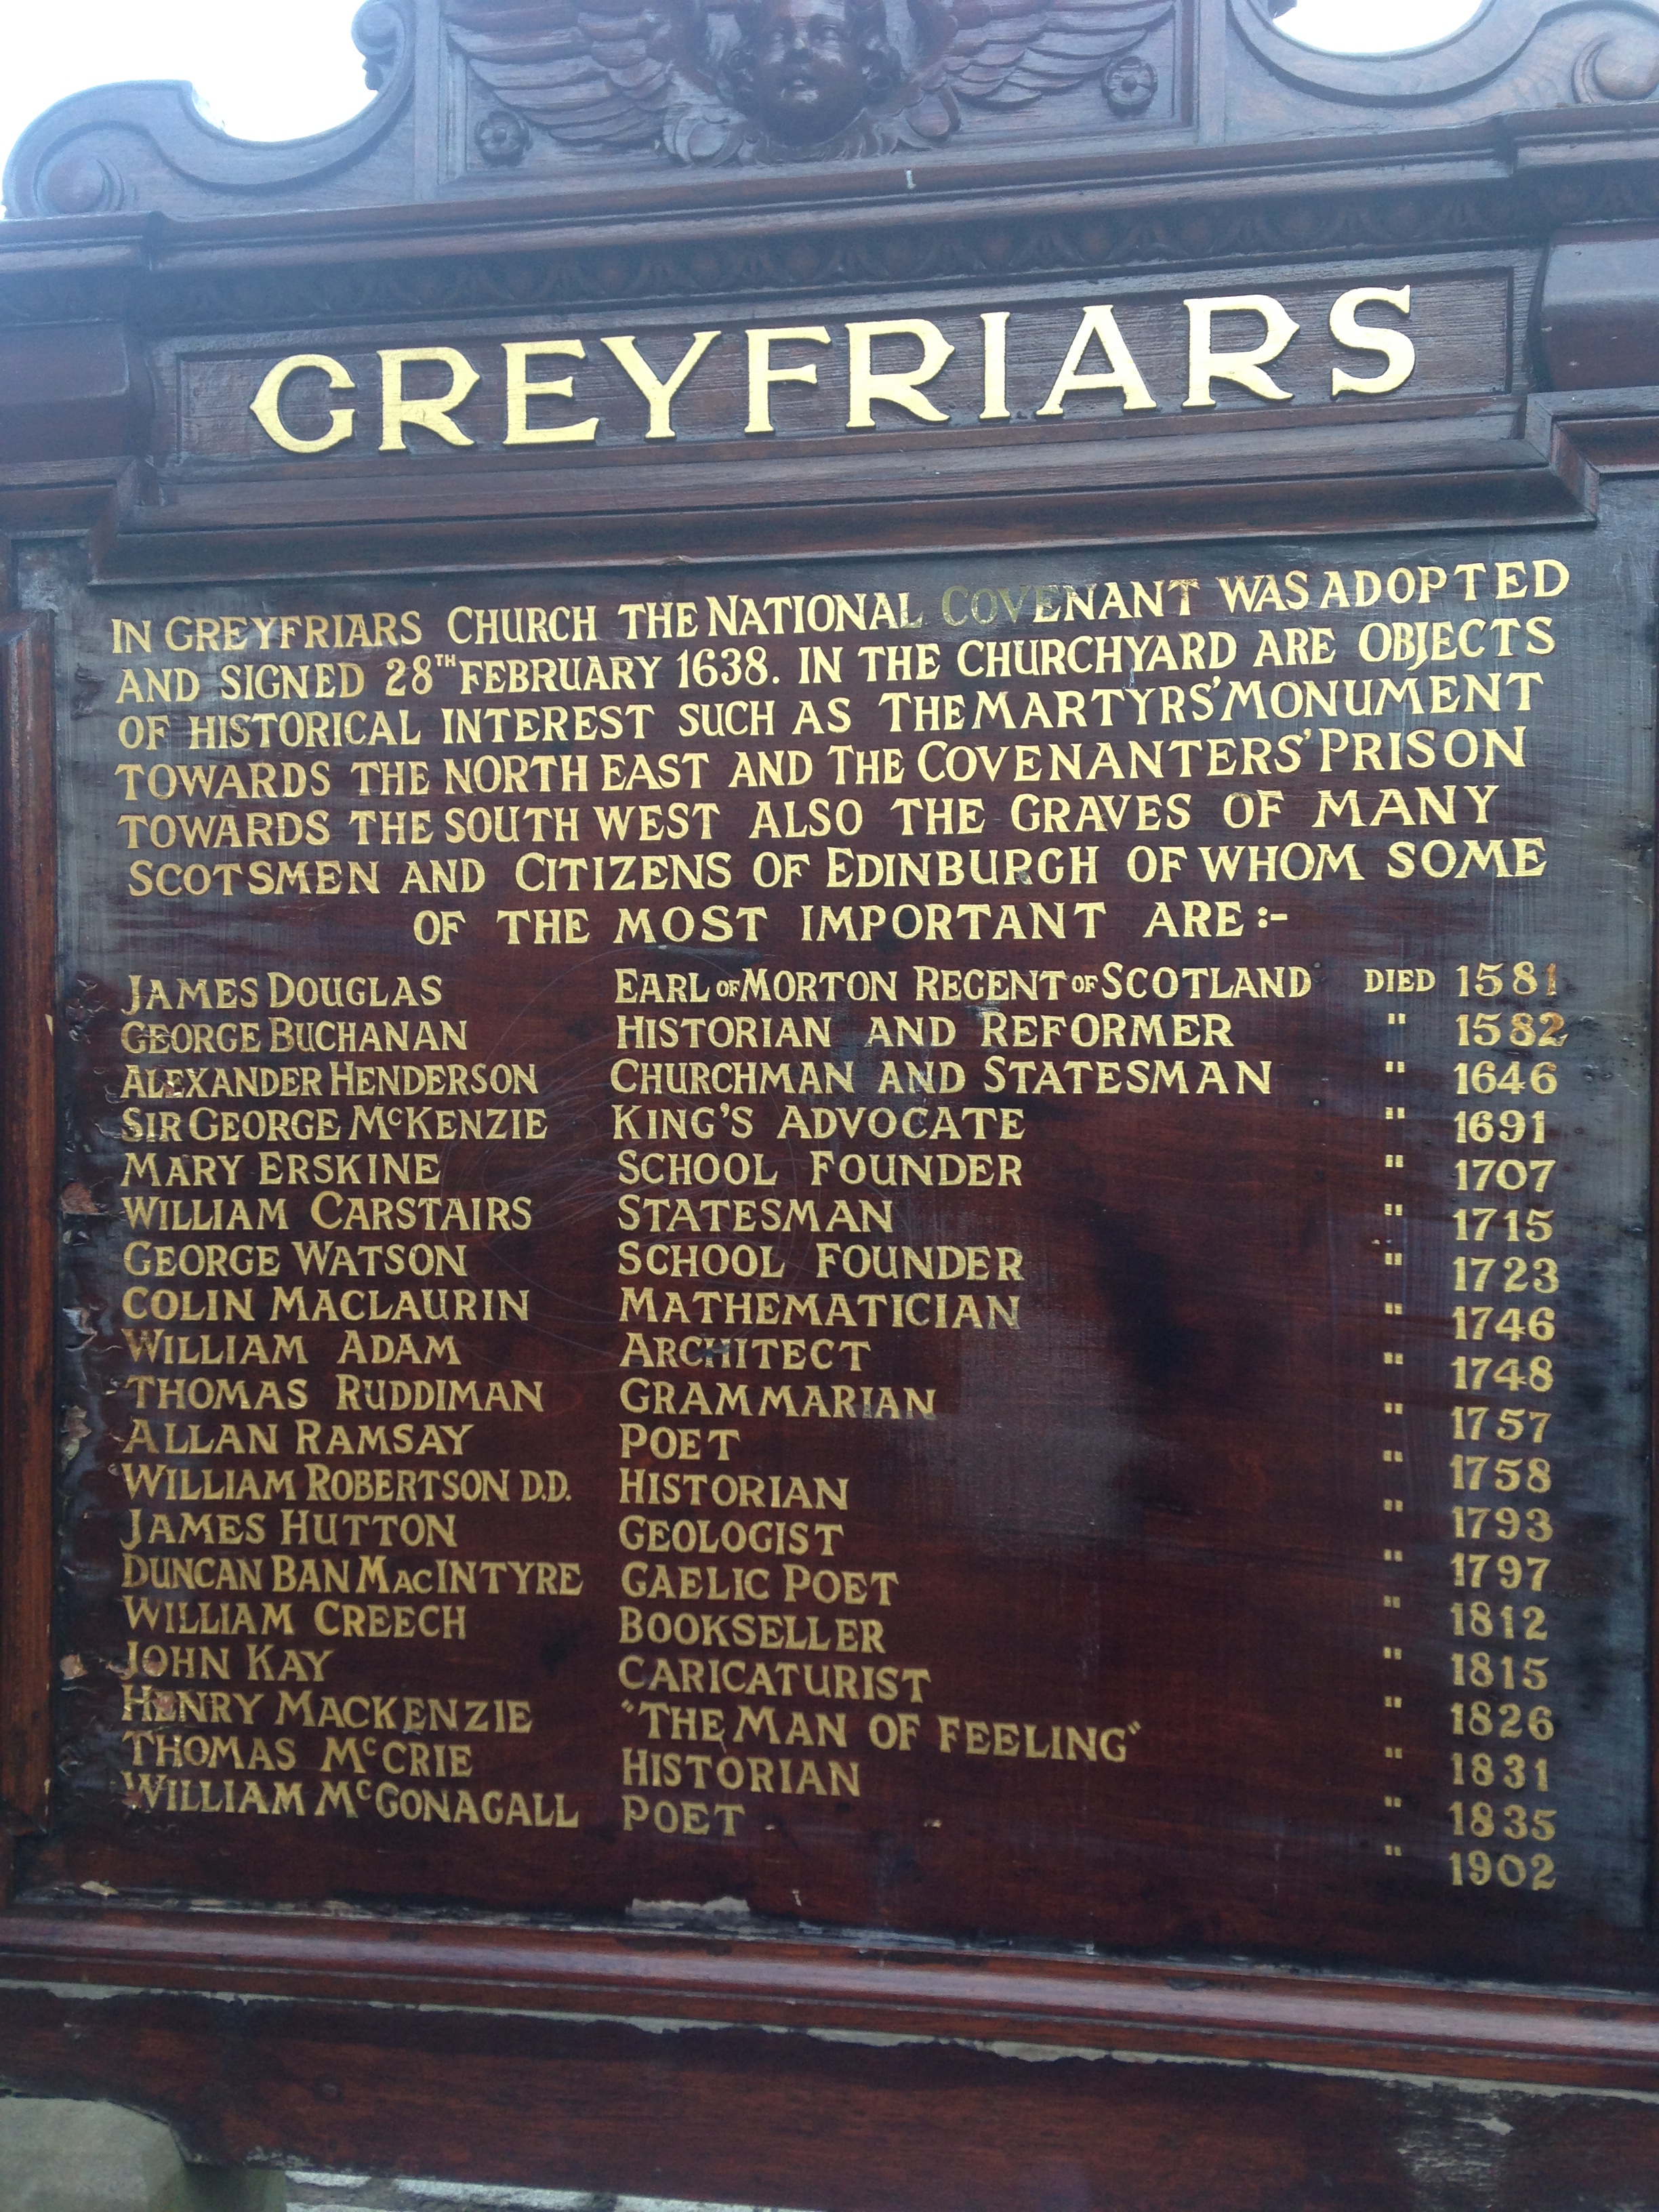 GREYFRIARS
IN GREYFRIARS CHURCH THE NATIONAL COVENANT WAS ADOPTED
AND SIGNED 28TH FEBRUARY 1638. IN THE CHURCHYARD ARE OBJECTS
OF HISTORICAL INTEREST SUCH AS THE MARTYRS' MONUMENT
TOWARDS THE NORTH EAST AND THE COVENANTERS' PRISON
TOWARDS THE SOUTH WEST ALSO THE GRAVES OF MANY
SCOTSMEN AND CITIZENS OF EDINBURGH OF WHOM SOME
OF THE MOST IMPORTANT ARE :-
JAMES DOUGLAS EARL OF MORTON REGENT OF SCOTLAND DIED 1581
GEORGE BUCHANAN HISTORIAN AND REFORMER " 1582
ALEXANDER HENDERSON CHURCHMAN AND STATESMAN " 1646
SIR GEORGE McKENZIE KING'S ADVOCATE " 1691
MARY ERSKINE SCHOOL FOUNDER " 1707
WILLIAM CARSTAIRS STATESMAN " 1715
GEORGE WATSON SCHOOL FOUNDER " 1723
COLIN MACLAURIN MATHEMATICIAN " 1746
WILLIAM ADAM ARCHITECT " 1748
THOMAS RUDDIMAN GRAMMARIAN " 1757
ALLAN RAMSAY POET " 1758
WILLIAM ROBERTSON D.D. HISTORIAN " 1793
JAMES HUTTON GEOLOGIST " 1797
DUNCAN BAN MacINTYRE GAELIC POET " 1812
WILLIAM CREECH BOOKSELLER " 1815
JOHN KAY CARICATURIST " 1826
HENRY MACKENZIE "THE MAN OF FEELING" " 1831
THOMAS McCRIE HISTORIAN " 1835
WILLIAM McGONAGALL POET " 1902